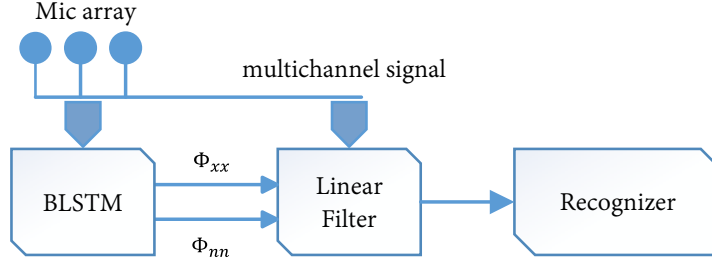 Mic array
multichannel signal
BLSTM
Φxx
Φnn
Linear
Filter
Recognizer